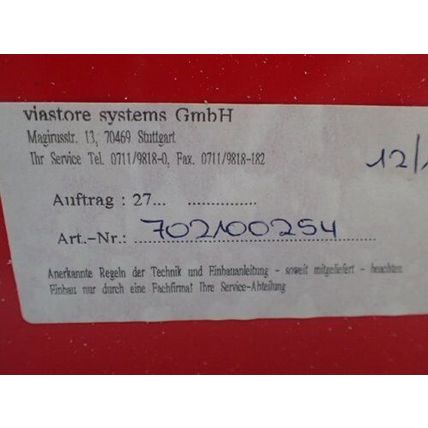 viastore systems GmbH
Magirusstr. 13, 70469 Stuttgart
Ihr Service Tel. 0711/9818-0, Fax. 0711/9818-182
12/1
Auftrag : 27... ................
Art.-Nr.: 702100254
Anerkannte Regeln der Technik und Einbauanleitung - soweit mitgeliefert - beachten
Einbau nur durch eine Fachfirma! Ihre Service-Abteilung